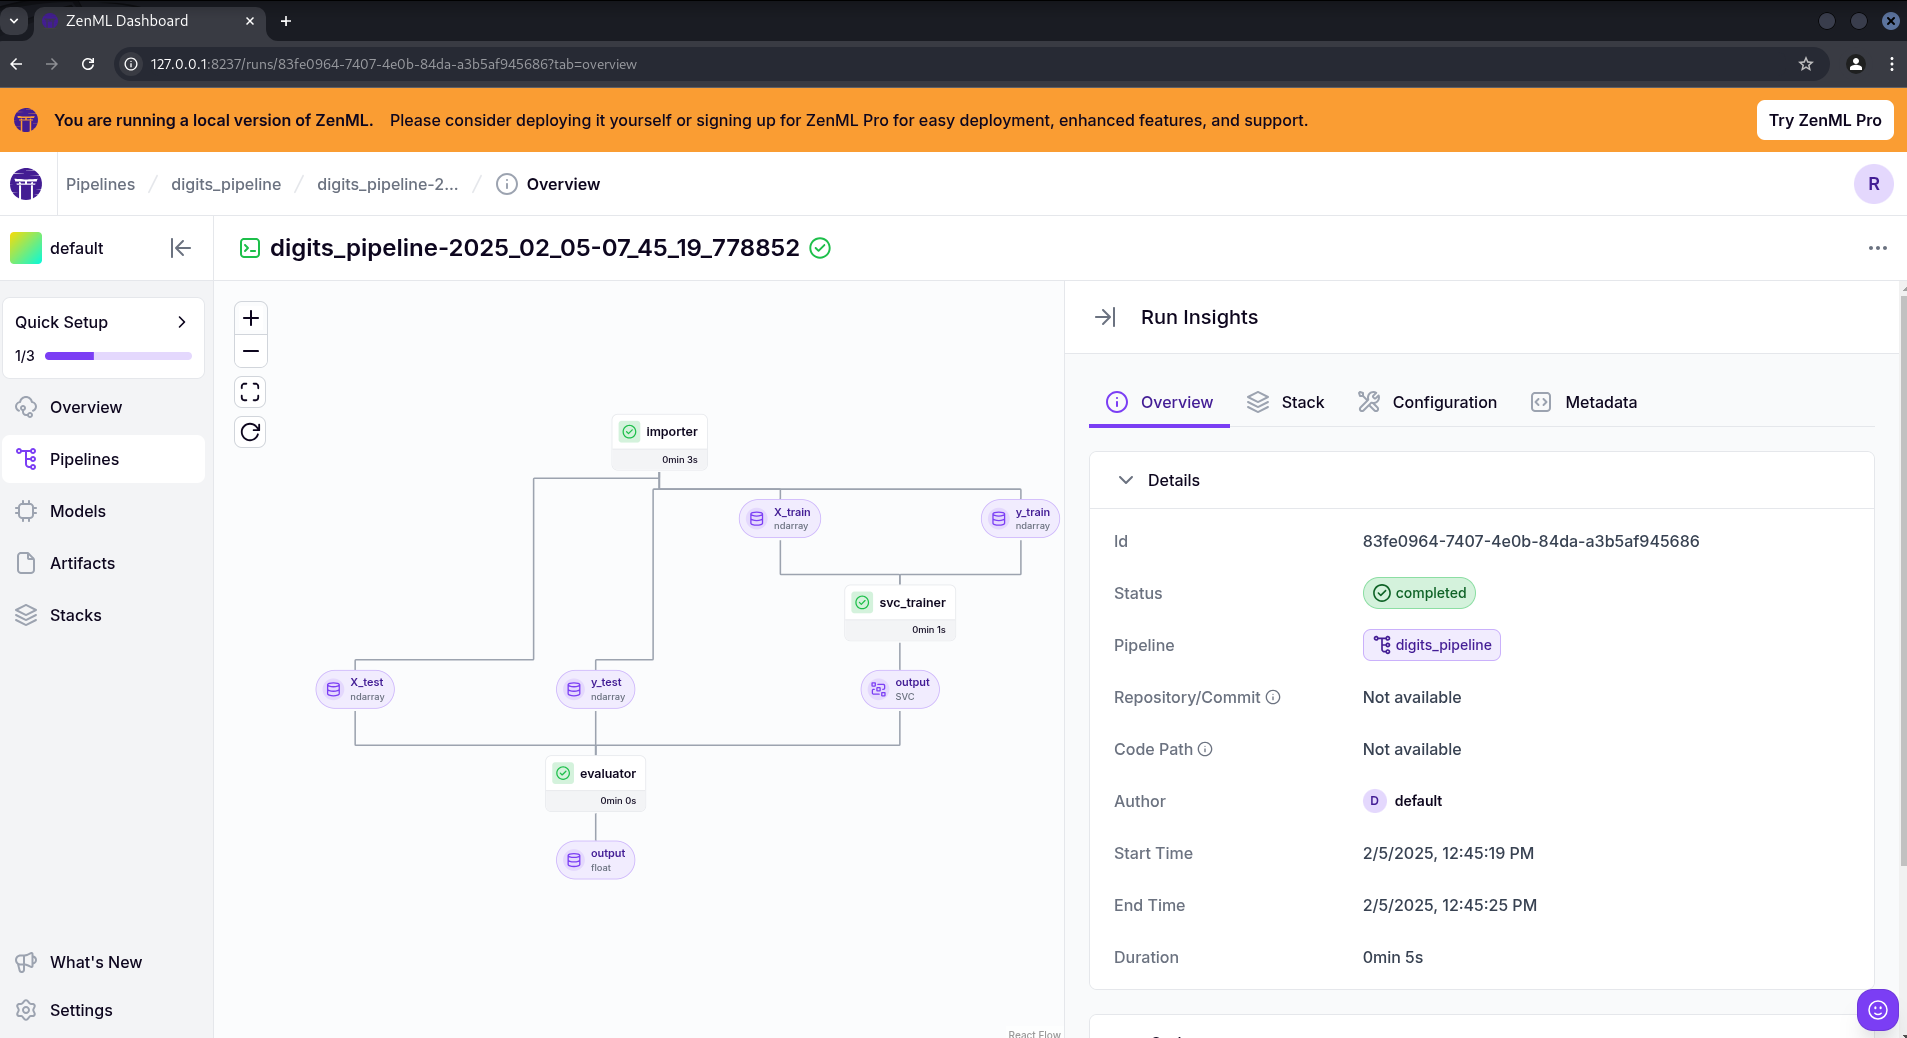 ZenML Dashboard
127.0.0.1:8237/runs/83fe0964-7407-4e0b-84da-a3b5af945686?tab=overview
You are running a local version of ZenML. Please consider deploying it yourself or signing up for ZenML Pro for easy deployment, enhanced features, and support.
Try ZenML Pro
Pipelines / digits_pipeline / digits_pipeline-2... / Overview
R
default
digits_pipeline-2025_02_05-07_45_19_778852
Quick Setup
1/3
Overview
Pipelines
Models
Artifacts
Stacks
What's New
Settings
importer
0min 3s
X_train
ndarray
y_train
ndarray
svc_trainer
0min 1s
X_test
ndarray
y_test
ndarray
output
SVC
evaluator
0min 0s
output
float
React Flow
Run Insights
Overview
Stack
Configuration
Metadata
Details
Id 83fe0964-7407-4e0b-84da-a3b5af945686
Status completed
Pipeline digits_pipeline
Repository/Commit Not available
Code Path Not available
Author D default
Start Time 2/5/2025, 12:45:19 PM
End Time 2/5/2025, 12:45:25 PM
Duration 0min 5s